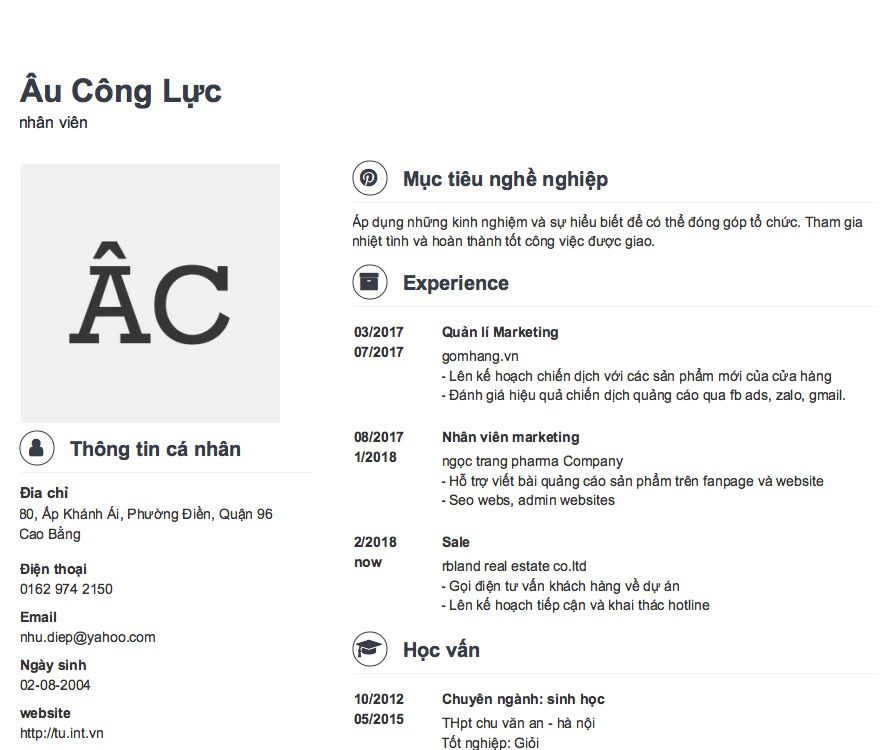 Âu Công Lực
nhân viên
ÂC
Thông tin cá nhân
Đia chỉ
80, Ấp Khánh Ái, Phường Điền, Quận 96
Cao Bằng
Điện thoại
0162 974 2150
Email
nhu.diep@yahoo.com
Ngày sinh
02-08-2004
website
http://tu.int.vn
Mục tiêu nghề nghiệp
Áp dụng những kinh nghiệm và sự hiểu biết để có thể đóng góp tổ chức. Tham gia
nhiệt tình và hoàn thành tốt công việc được giao.
Experience
03/2017 Quản lí Marketing
07/2017 gomhang.vn
- Lên kế hoạch chiến dịch với các sản phẩm mới của cửa hàng
- Đánh giá hiệu quả chiến dịch quảng cáo qua fb ads, zalo, gmail.
08/2017 Nhân viên marketing
1/2018 ngọc trang pharma Company
- Hỗ trợ viết bài quảng cáo sản phẩm trên fanpage và website
- Seo webs, admin websites
2/2018 Sale
now rbland real estate co.ltd
- Gọi điện tư vấn khách hàng về dự án
- Lên kế hoạch tiếp cận và khai thác hotline
Học vấn
10/2012 Chuyên ngành: sinh học
05/2015 THpt chu văn an - hà nội
Tốt nghiệp: Giỏi